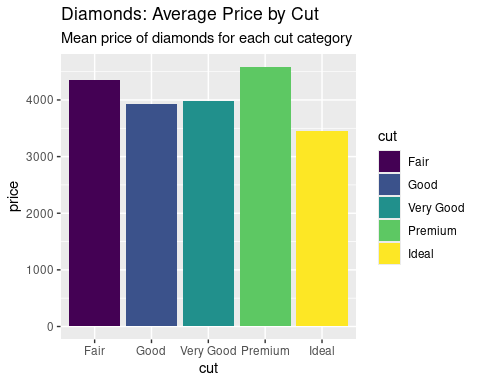 Diamonds: Average Price by Cut
Mean price of diamonds for each cut category
4000
3000
2000
1000
0
price
Fair
Good
Very Good
Premium
Ideal
cut
cut
Fair
Good
Very Good
Premium
Ideal